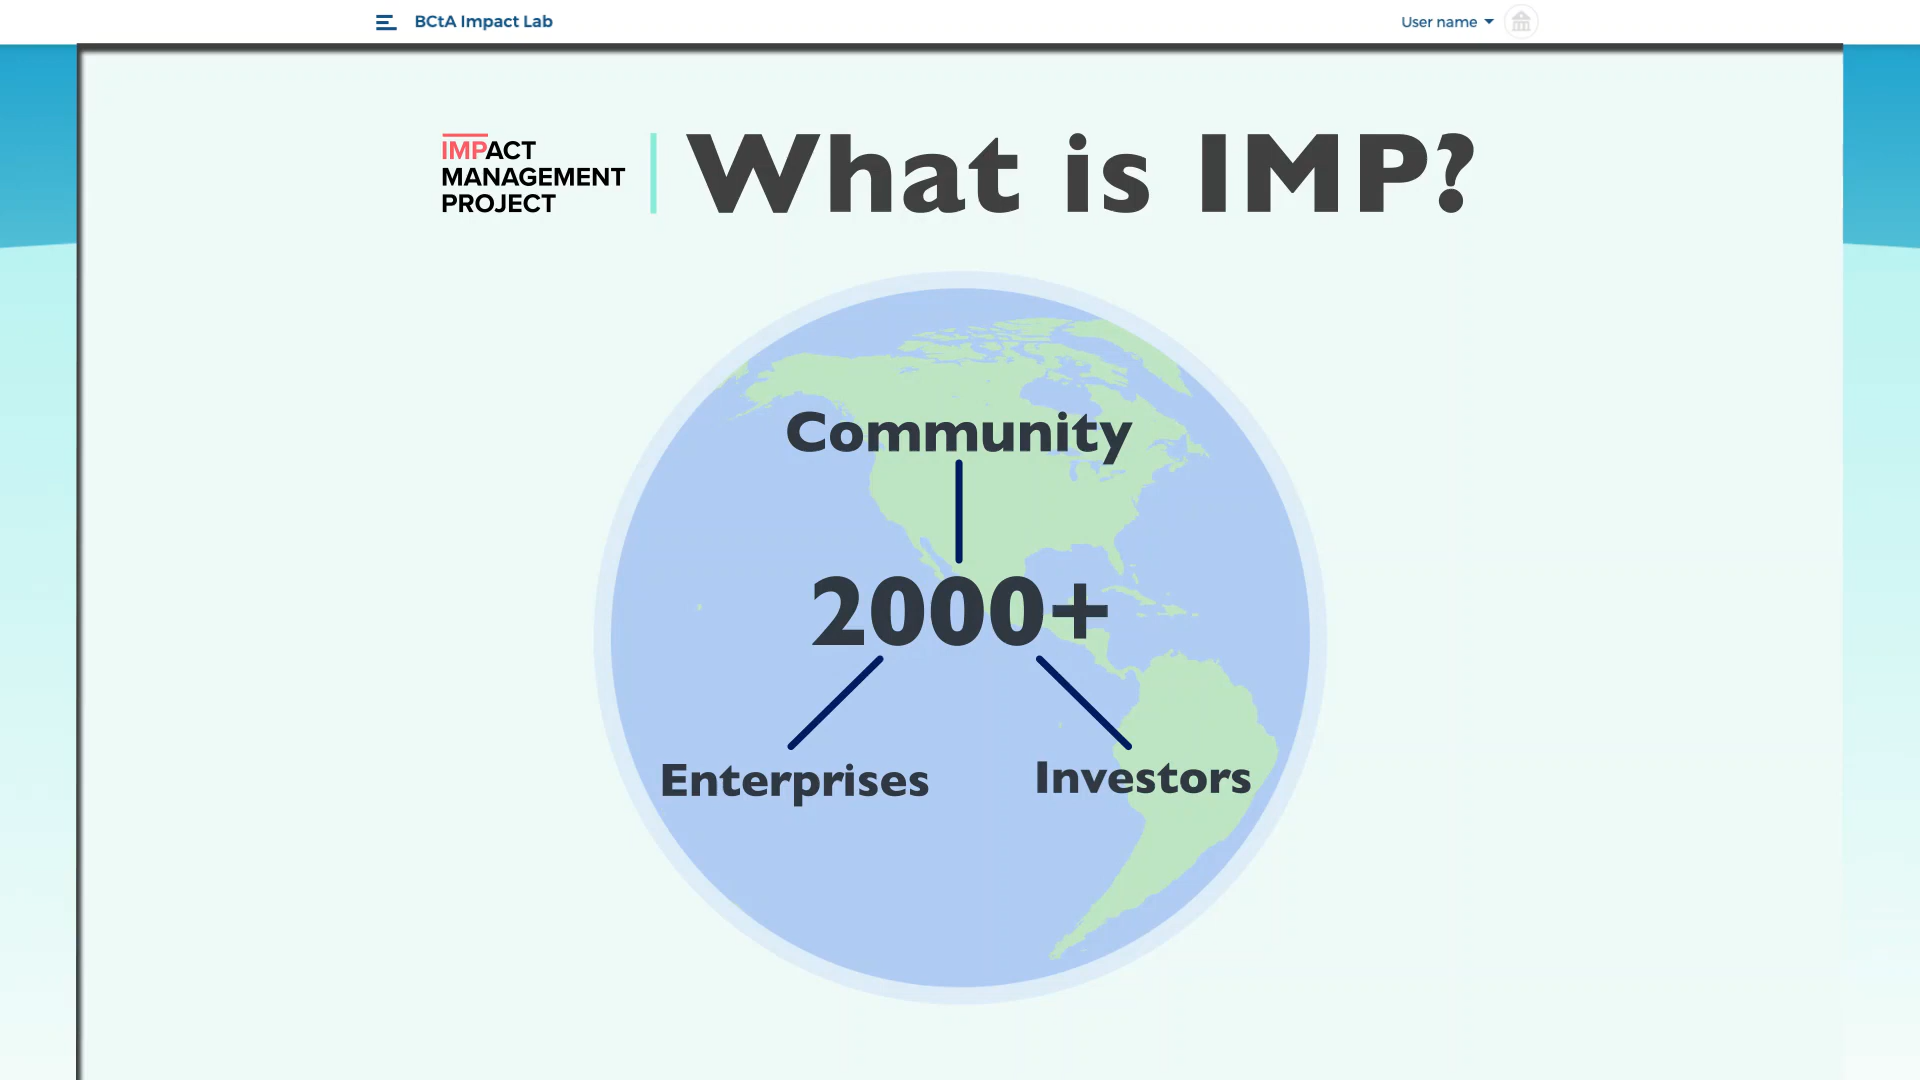 BCtA Impact Lab
User name
IMPACT
MANAGEMENT
PROJECT
What is IMP?
Community
2000+
Enterprises
Investors